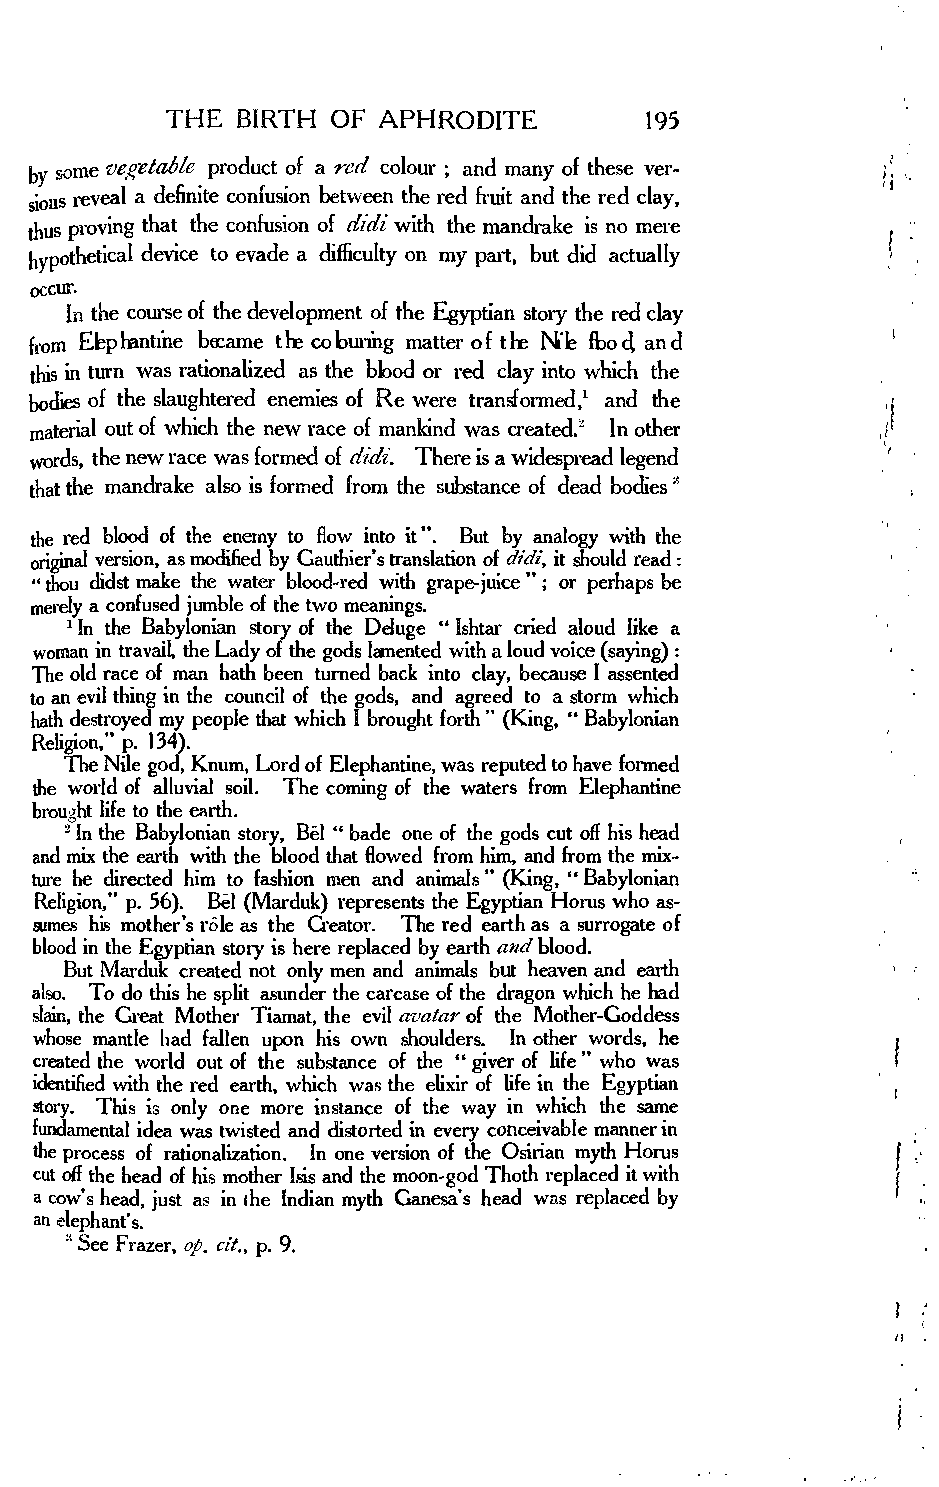 THE BIRTH OF APHRODITE 195
by some vegetable product of a red colour ; and many of these ver-
sions reveal a definite confusion between the red fruit and the red clay,
thus proving that the confusion of didi with the mandrake is no mere
hypothetical device to evade a difficulty on my part, but did actually
occur.
In the course of the development of the Egyptian story the red clay
from Elephantine became the colouring matter of the Nile flood, and
this in turn was rationalized as the blood or red clay into which the
bodies of the slaughtered enemies of Re were transformed,¹ and the
material out of which the new race of mankind was created.² In other
words, the new race was formed of didi. There is a widespread legend
that the mandrake also is formed from the substance of dead bodies³
the red blood of the enemy to flow into it". But by analogy with the
original version, as modified by Gauthier's translation of didi, it should read :
"thou didst make the water blood-red with grape-juice" ; or perhaps be
merely a confused jumble of the two meanings.
¹ In the Babylonian story of the Deluge "Ishtar cried aloud like a
woman in travail, the Lady of the gods lamented with a loud voice (saying) :
The old race of man hath been turned back into clay, because I assented
to an evil thing in the council of the gods, and agreed to a storm which
hath destroyed my people that which I brought forth" (King, "Babylonian
Religion," p. 134).
The Nile god, Knum, Lord of Elephantine, was reputed to have formed
the world of alluvial soil. The coming of the waters from Elephantine
brought life to the earth.
² In the Babylonian story, Bêl "bade one of the gods cut off his head
and mix the earth with the blood that flowed from him, and from the mix-
ture he directed him to fashion men and animals" (King, "Babylonian
Religion," p. 56). Bêl (Marduk) represents the Egyptian Horus who as-
sumes his mother's rôle as the Creator. The red earth as a surrogate of
blood in the Egyptian story is here replaced by earth and blood.
But Marduk created not only men and animals but heaven and earth
also. To do this he split asunder the carcase of the dragon which he had
slain, the Great Mother Tiamat, the evil avatar of the Mother-Goddess
whose mantle had fallen upon his own shoulders. In other words, he
created the world out of the substance of the "giver of life" who was
identified with the red earth, which was the elixir of life in the Egyptian
story. This is only one more instance of the way in which the same
fundamental idea was twisted and distorted in every conceivable manner in
the process of rationalization. In one version of the Osirian myth Horus
cut off the head of his mother Isis and the moon-god Thoth replaced it with
a cow's head, just as in the Indian myth Ganesa's head was replaced by
an elephant's.
³ See Frazer, op. cit., p. 9.